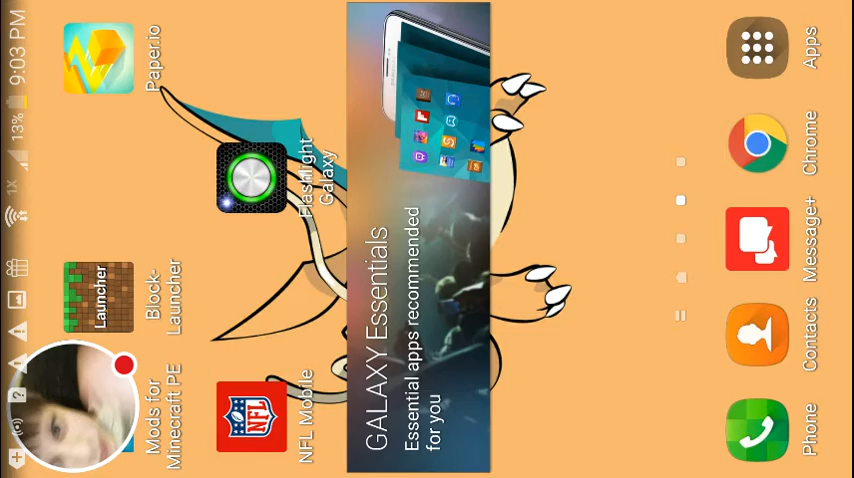 1X 13% 9:03 PM
Mods for
Minecraft PE
Launcher
Block-
Launcher
Paper.io
NFL
NFL Mobile
Flashlight
Galaxy
GALAXY Essentials
Essential apps recommended
for you
Phone
Contacts
Message+
Chrome
Apps